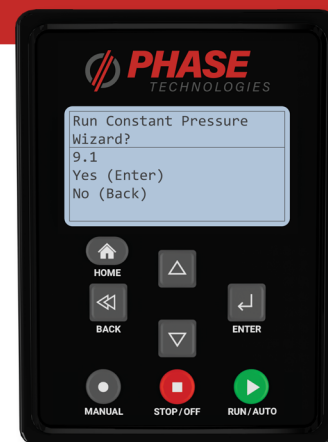 PHASE
TECHNOLOGIES
Run Constant Pressure
Wizard?
9.1
Yes (Enter)
No (Back)
HOME
BACK
ENTER
MANUAL
STOP/OFF
RUN/AUTO